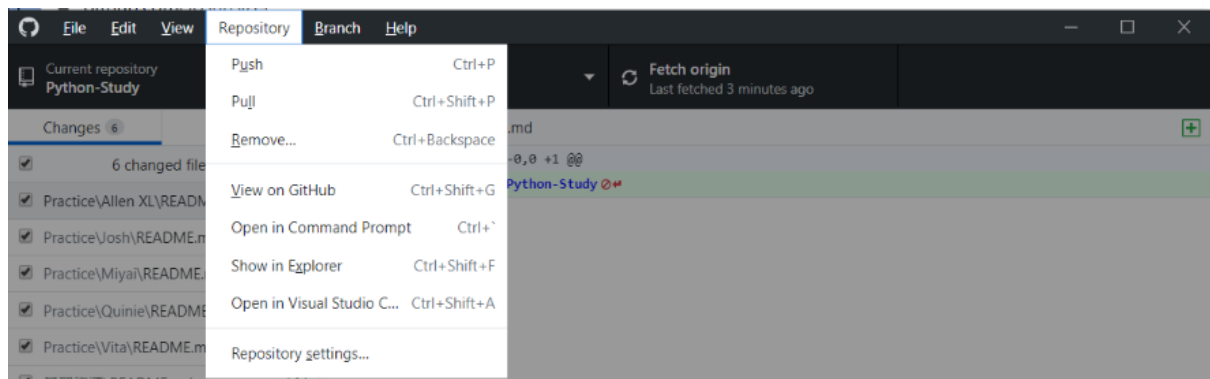 File Edit View Repository Branch Help
Current repository
Python-Study
Fetch origin
Last fetched 3 minutes ago
Push Ctrl+P
Pull Ctrl+Shift+P
Remove... Ctrl+Backspace
View on GitHub Ctrl+Shift+G
Open in Command Prompt Ctrl+`
Show in Explorer Ctrl+Shift+F
Open in Visual Studio C... Ctrl+Shift+A
Repository settings...
Changes 6
6 changed file
Practice\Allen XL\READM
Practice\Josh\README.m
Practice\Miyai\README.
Practice\Quinie\README
Practice\Vita\README.m
.md
-0,0 +1 @@
Python-Study